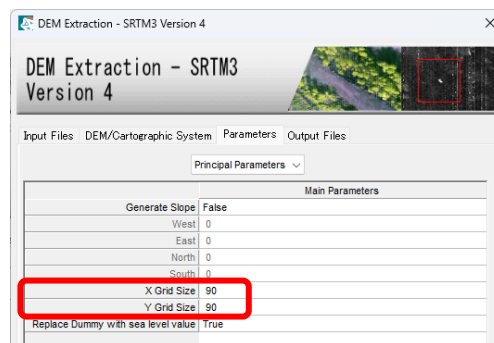 DEM Extraction - SRTM3 Version 4
DEM Extraction - SRTM3
Version 4
Input Files DEM/Cartographic System Parameters Output Files
Principal Parameters
Main Parameters
Generate Slope False
West 0
East 0
North 0
South 0
X Grid Size 90
Y Grid Size 90
Replace Dummy with sea level value True